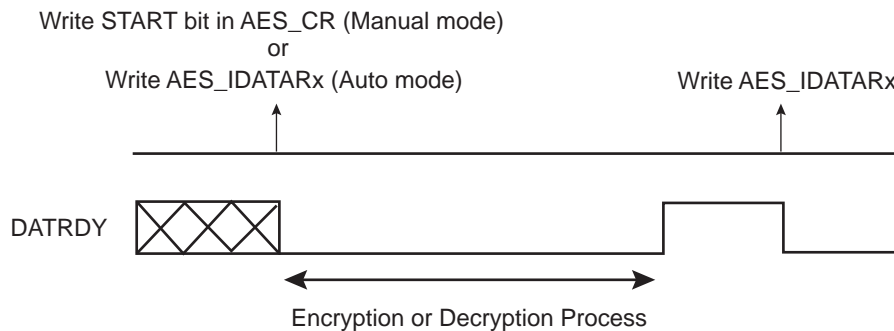 Write START bit in AES_CR (Manual mode)
or
Write AES_IDATARx (Auto mode)
Write AES_IDATARx
DATRDY
Encryption or Decryption Process